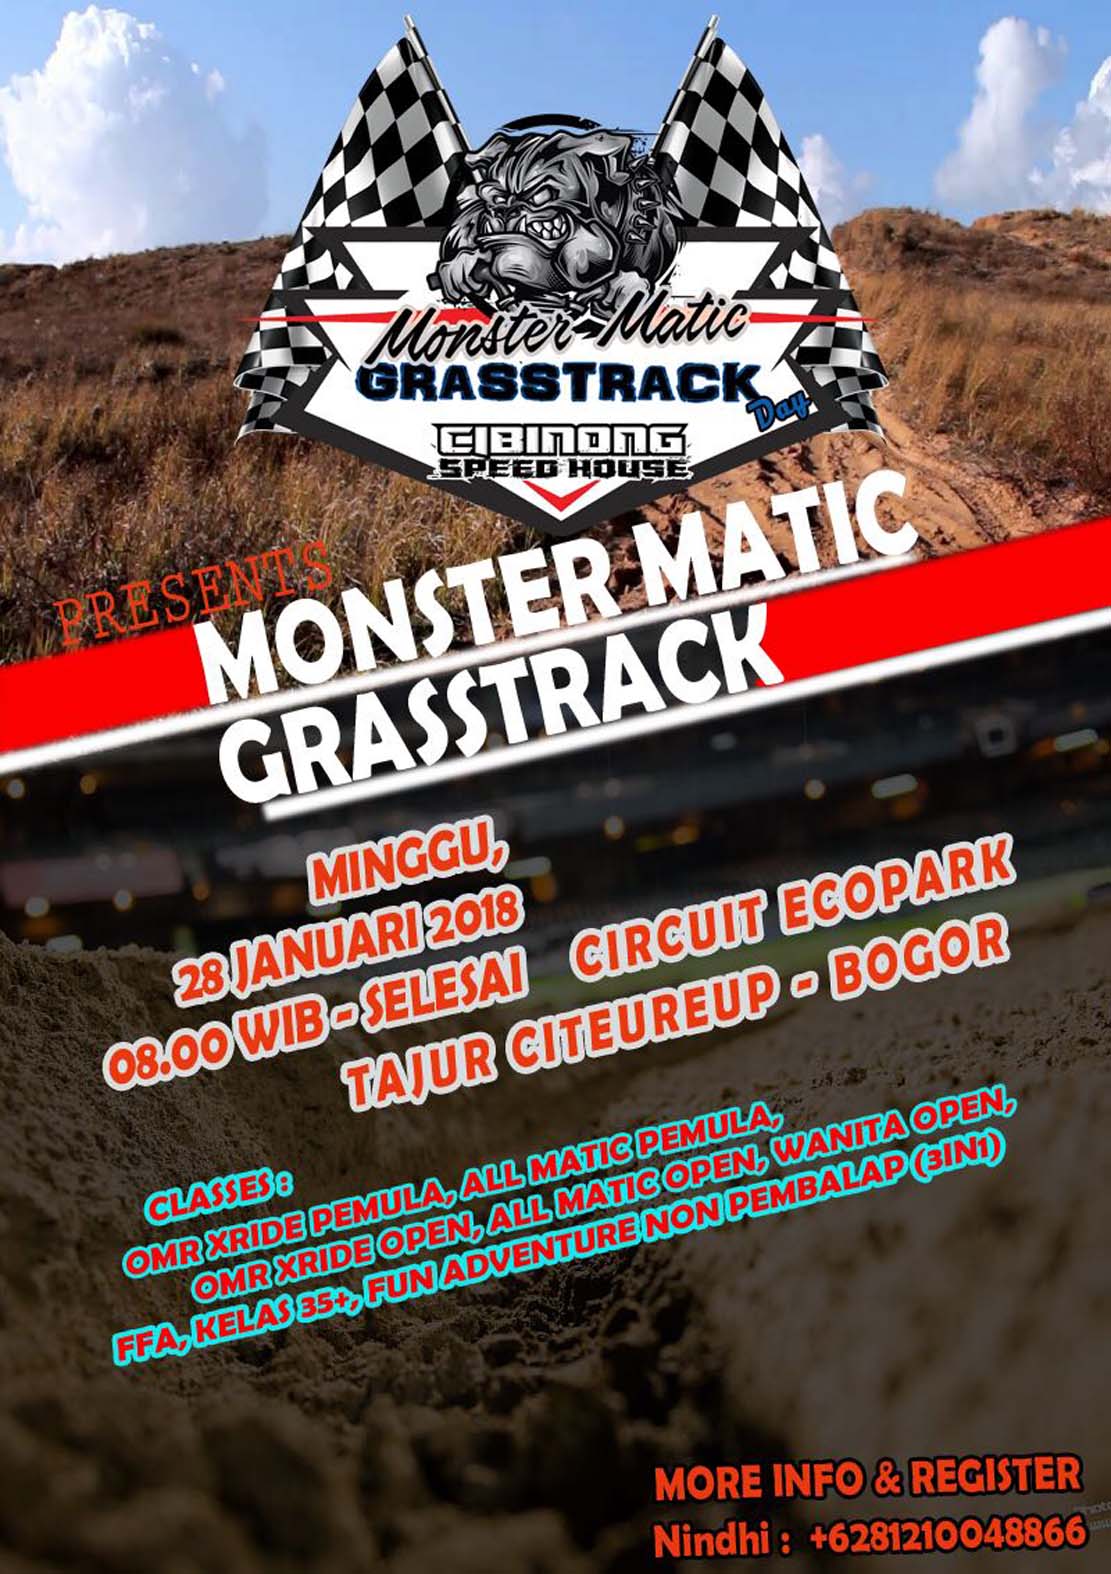 Monster Matic
GRASSTRACK
Day
CIBINONG
SPEED HOUSE
PRESENTS
MONSTER MATIC
GRASSTRACK
MINGGU,
28 JANUARI 2018
08.00 WIB - SELESAI
CIRCUIT ECOPARK
TAJUR CITEUREUP - BOGOR
CLASSES :
OMR XRIDE PEMULA, ALL MATIC PEMULA,
OMR XRIDE OPEN, ALL MATIC OPEN, WANITA OPEN,
FFA, KELAS 35+, FUN ADVENTURE NON PEMBALAP (3IN1)
MORE INFO & REGISTER
Nindhi : +6281210048866